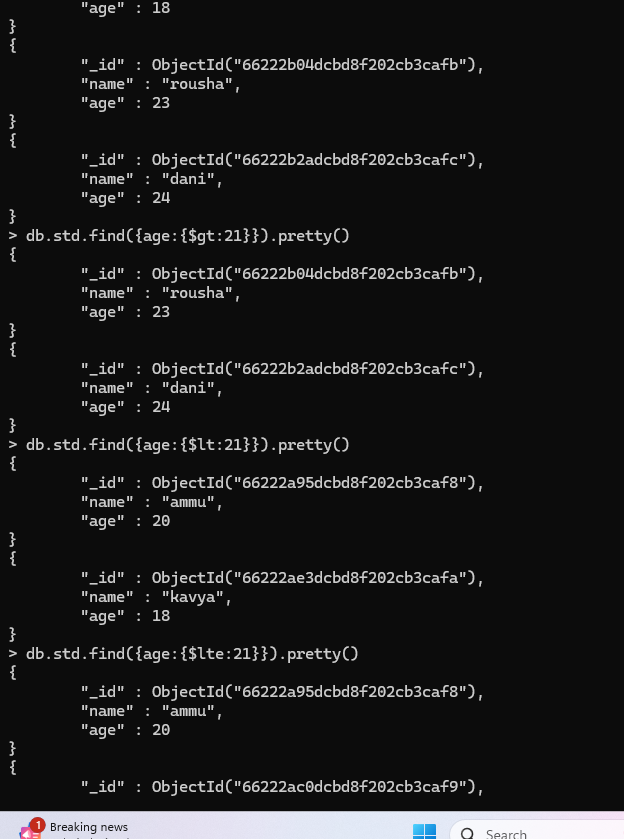 "age" : 18
}
{
"_id" : ObjectId("66222b04dcbd8f202cb3cafb"),
"name" : "rousha",
"age" : 23
}
{
"_id" : ObjectId("66222b2adcbd8f202cb3cafc"),
"name" : "dani",
"age" : 24
}
> db.std.find({age:{$gt:21}}).pretty()
{
"_id" : ObjectId("66222b04dcbd8f202cb3cafb"),
"name" : "rousha",
"age" : 23
}
{
"_id" : ObjectId("66222b2adcbd8f202cb3cafc"),
"name" : "dani",
"age" : 24
}
> db.std.find({age:{$lt:21}}).pretty()
{
"_id" : ObjectId("66222a95dcbd8f202cb3caf8"),
"name" : "ammu",
"age" : 20
}
{
"_id" : ObjectId("66222ae3dcbd8f202cb3cafa"),
"name" : "kavya",
"age" : 18
}
> db.std.find({age:{$lte:21}}).pretty()
{
"_id" : ObjectId("66222a95dcbd8f202cb3caf8"),
"name" : "ammu",
"age" : 20
}
{
"_id" : ObjectId("66222ac0dcbd8f202cb3caf9"),
1 Breaking news
Search